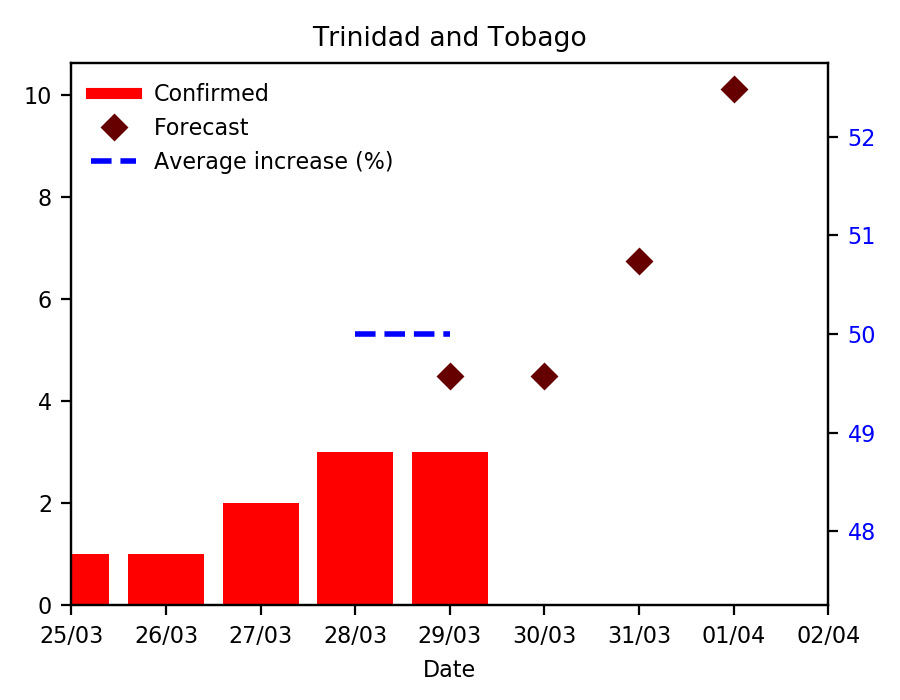 Trinidad and Tobago
Confirmed
Forecast
Average increase (%)
10
8
6
4
2
0
52
51
50
49
48
25/03 26/03 27/03 28/03 29/03 30/03 31/03 01/04 02/04
Date